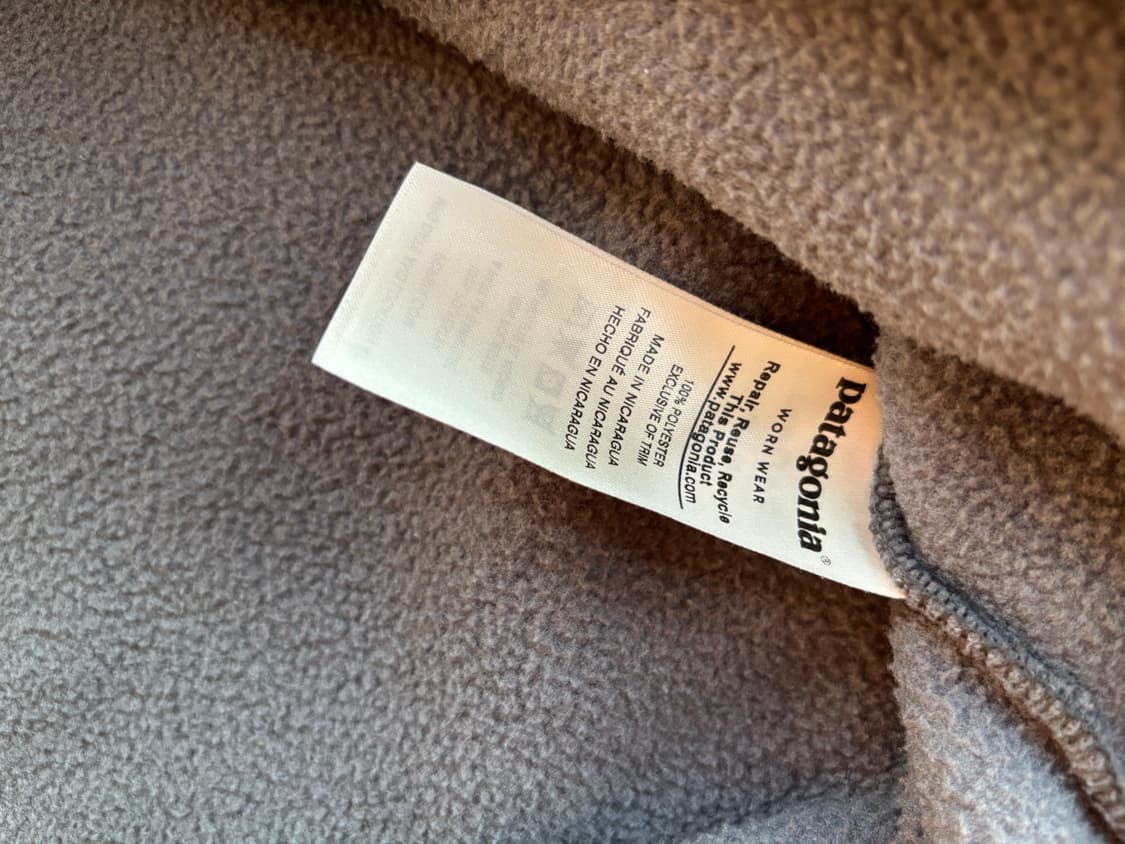 patagonia®
WORN WEAR
Repair, Reuse, Recycle
This Product
www.patagonia.com
100% POLYESTER
EXCLUSIVE OF TRIM
MADE IN NICARAGUA
FABRIQUÉ AU NICARAGUA
HECHO EN NICARAGUA